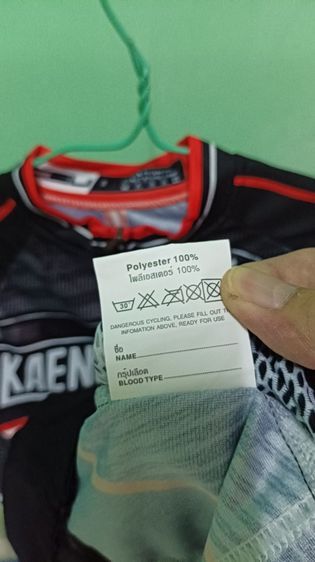 Polyester 100%
โพลีเอสเตอร์ 100%
30
DANGEROUS CYCLING, PLEASE FILL OUT T
INFOMATION ABOVE, READY FOR USE
ชื่อ
NAME
กรุ๊ปเลือด
BLOOD TYPE
KAEN